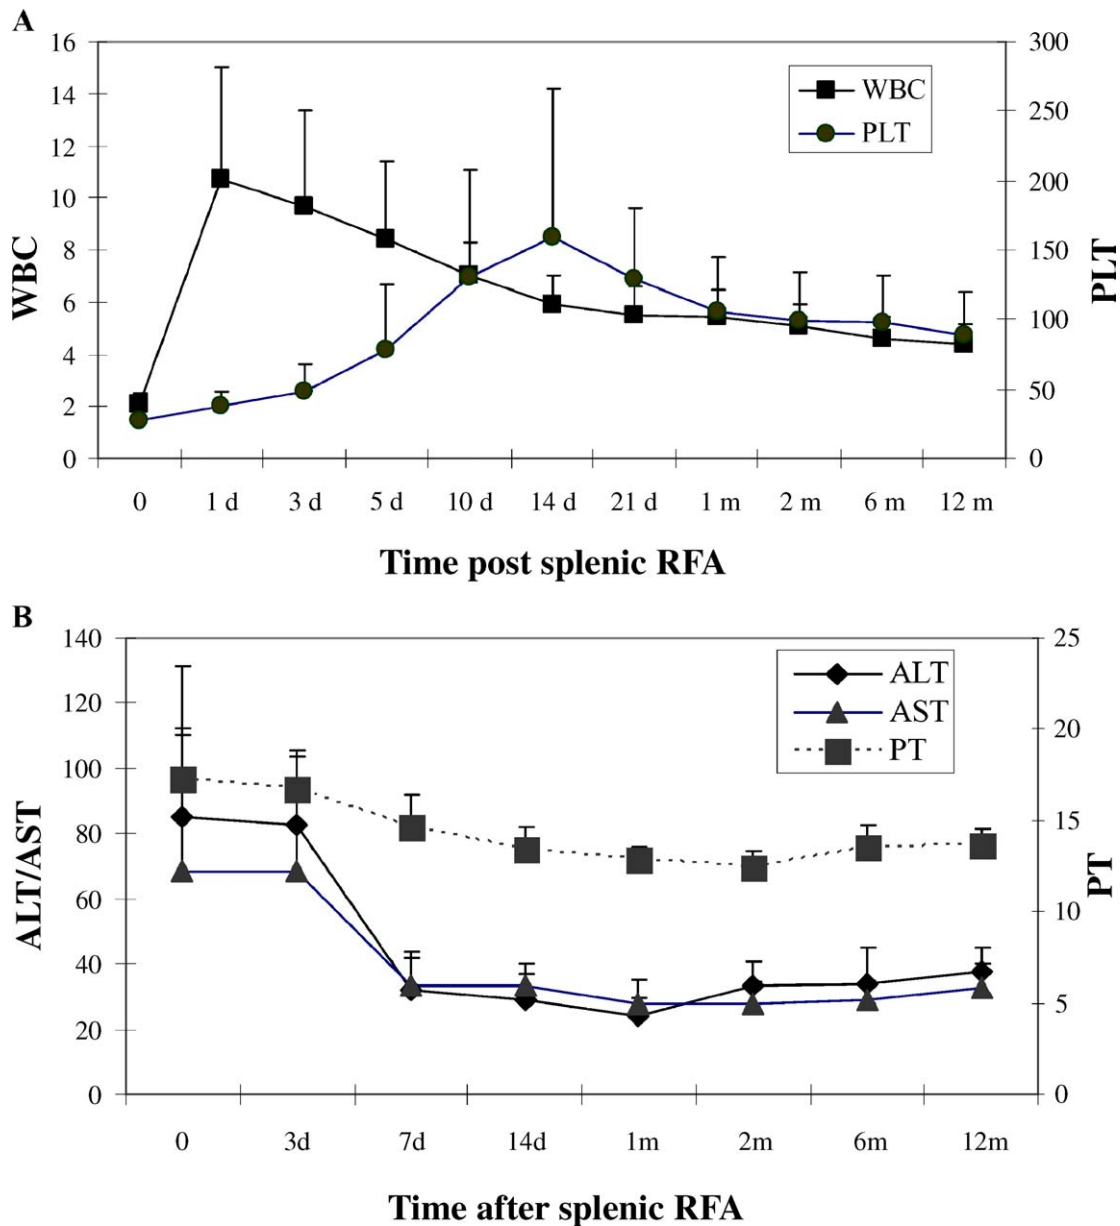 A
16
14
12
10
8
6
4
2
0
WBC
300
250
200
150
100
50
0
PLT
WBC
PLT
0 1 d 3 d 5 d 10 d 14 d 21 d 1 m 2 m 6 m 12 m
Time post splenic RFA
B
140
120
100
80
60
40
20
0
ALT/AST
25
20
15
10
5
0
PT
ALT
AST
PT
0 3d 7d 14d 1m 2m 6m 12m
Time after splenic RFA